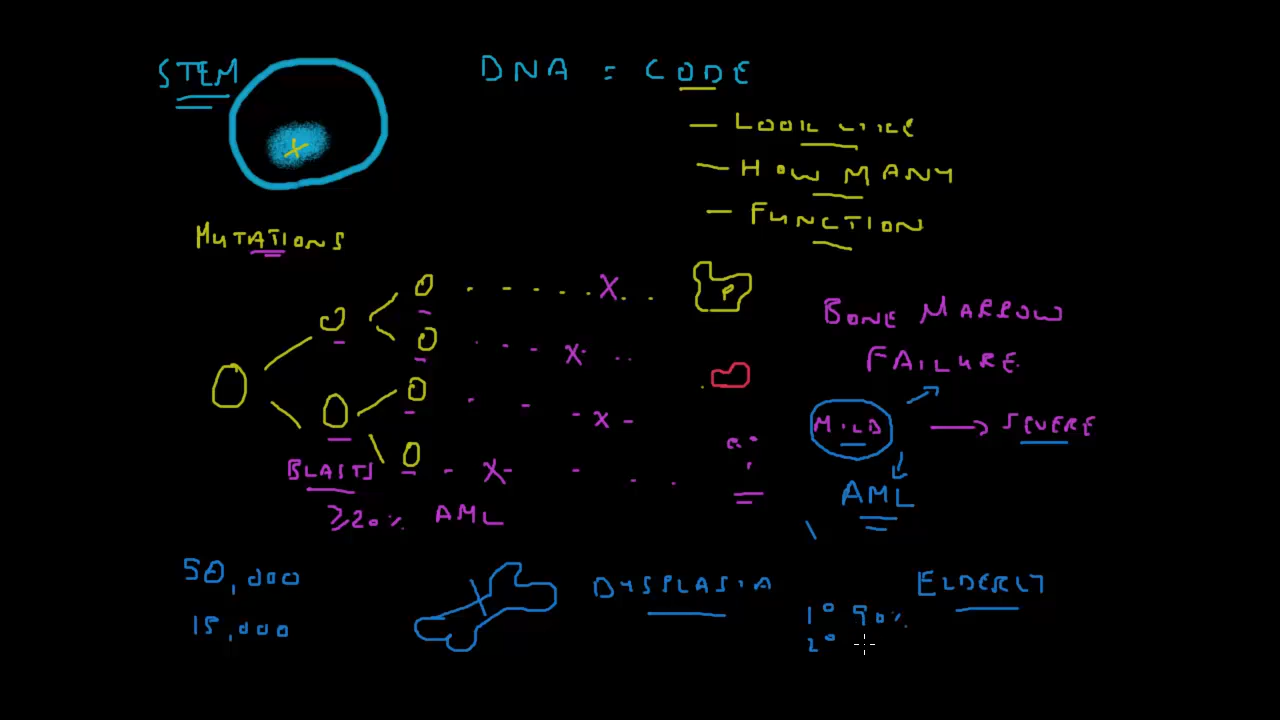 STEM
DNA = CODE
— LOOK LIKE
— HOW MANY
— FUNCTION
MUTATIONS
X
X
P
BONE MARROW
FAILURE
X
X
MILD → SEVERE
BLASTS
X
AML
≥20% AML
50,000
DYSPLASIA
ELDERLY
15,000
1° 90%
2°